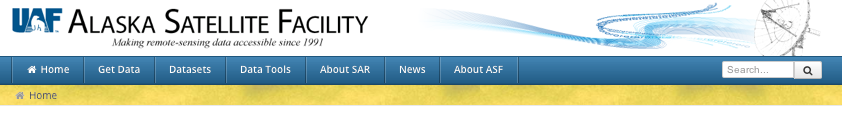 UAF ALASKA SATELLITE FACILITY
Making remote-sensing data accessible since 1991
Home Get Data Datasets Data Tools About SAR News About ASF Search...
Home